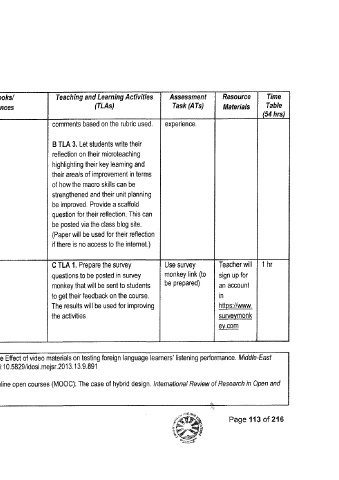 ooks/
nces
Teaching and Learning Activities
(TLAs)
Assessment
Task (ATs)
Resource
Materials
Time
Table
(54 hrs)
comments based on the rubric used.
experience.
B TLA 3. Let students write their
reflection on their microteaching
highlighting their key learning and
their area/s of improvement in terms
of how the macro skills can be
strengthened and their unit planning
be improved. Provide a scaffold
question for their reflection. This can
be posted via the class blog site.
(Paper will be used for their reflection
if there is no access to the internet.)
C TLA 1. Prepare the survey
questions to be posted in survey
monkey that will be sent to students
to get their feedback on the course.
The results will be used for improving
the activities
Use survey
monkey link (to
be prepared)
Teacher will
sign up for
an account
in
https://www.
surveymonk
ey.com
1 hr
e Effect of video materials on testing foreign language learners' listening performance. Middle-East
:10.5829/idosi.mejsr.2013.13.9.891
nline open courses (MOOC): The case of hybrid design. International Review of Research in Open and
Page 113 of 216